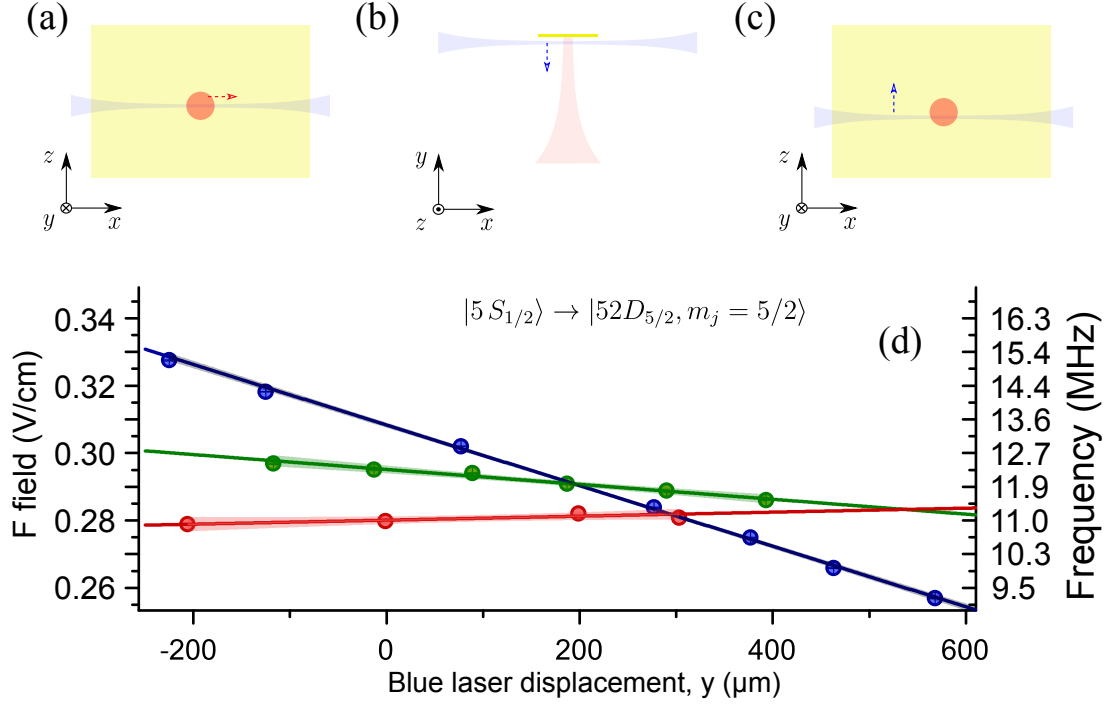 (a)
(b)
(c)
z
y
x
y
z
x
z
y
x
|5 S1/2⟩ → |52D5/2, mj = 5/2⟩
(d)
F field (V/cm)
0.34
0.32
0.30
0.28
0.26
16.3
15.4
14.4
13.6
12.7
11.9
11.0
10.3
9.5
Frequency (MHz)
-200
0
200
400
600
Blue laser displacement, y (µm)